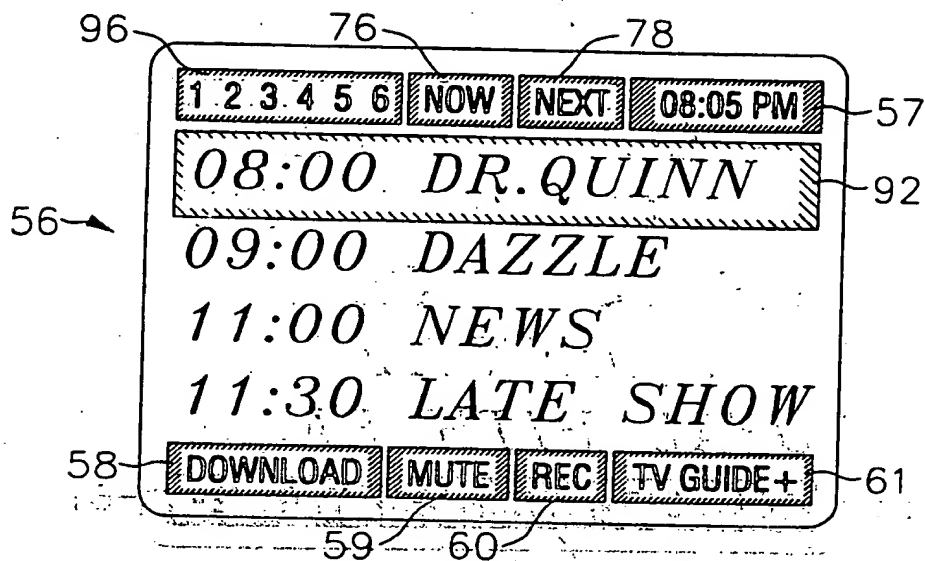 96 76 78
1 2 3 4 5 6 NOW NEXT 08:05 PM 57
08:00 DR.QUINN 92
56
09:00 DAZZLE
11:00 NEWS
11:30 LATE SHOW
58 DOWNLOAD MUTE REC TV GUIDE+ 61
59 60